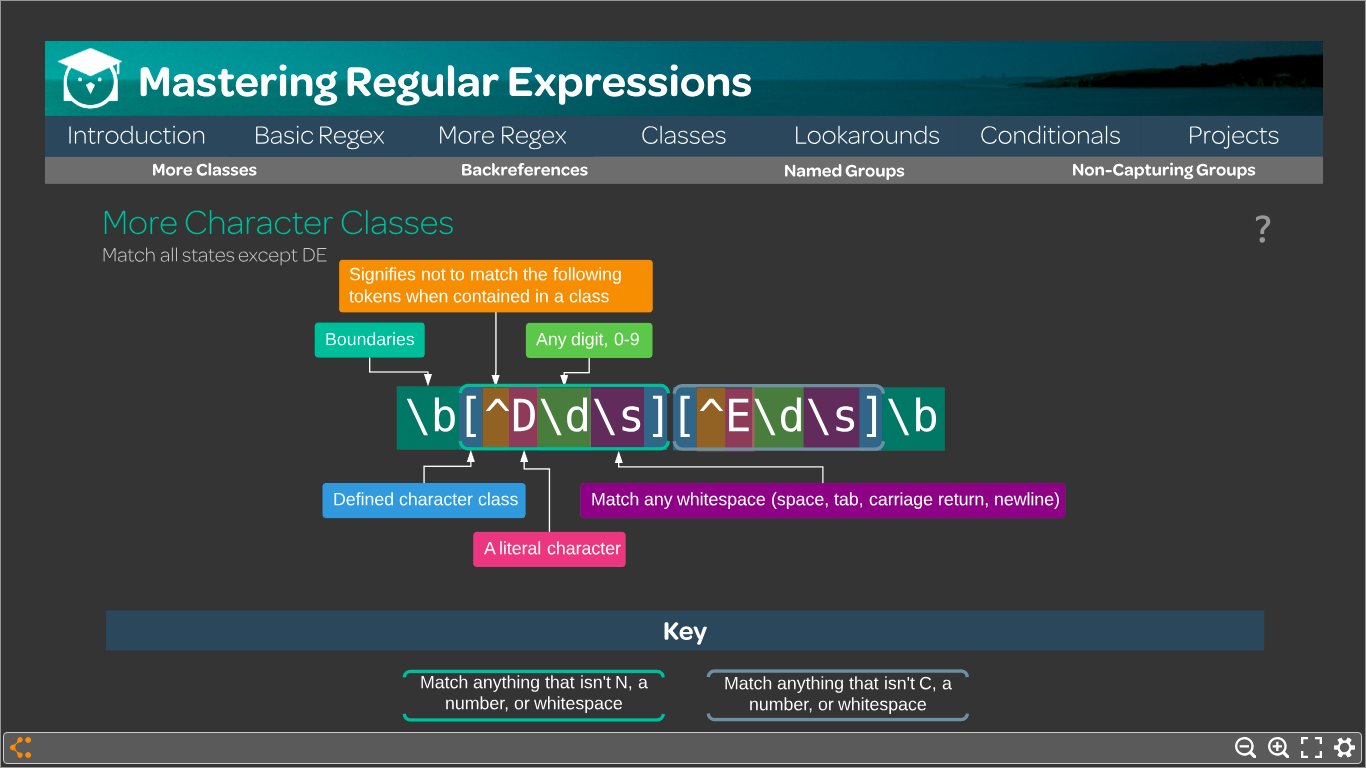 Mastering Regular Expressions
Introduction Basic Regex More Regex Classes Lookarounds Conditionals Projects
More Classes Backreferences Named Groups Non-Capturing Groups
More Character Classes
?
Match all states except DE
Signifies not to match the following
tokens when contained in a class
Boundaries
Any digit, 0-9
\b[^D\d\s][^E\d\s]\b
Defined character class
Match any whitespace (space, tab, carriage return, newline)
A literal character
Key
Match anything that isn't N, a
number, or whitespace
Match anything that isn't C, a
number, or whitespace